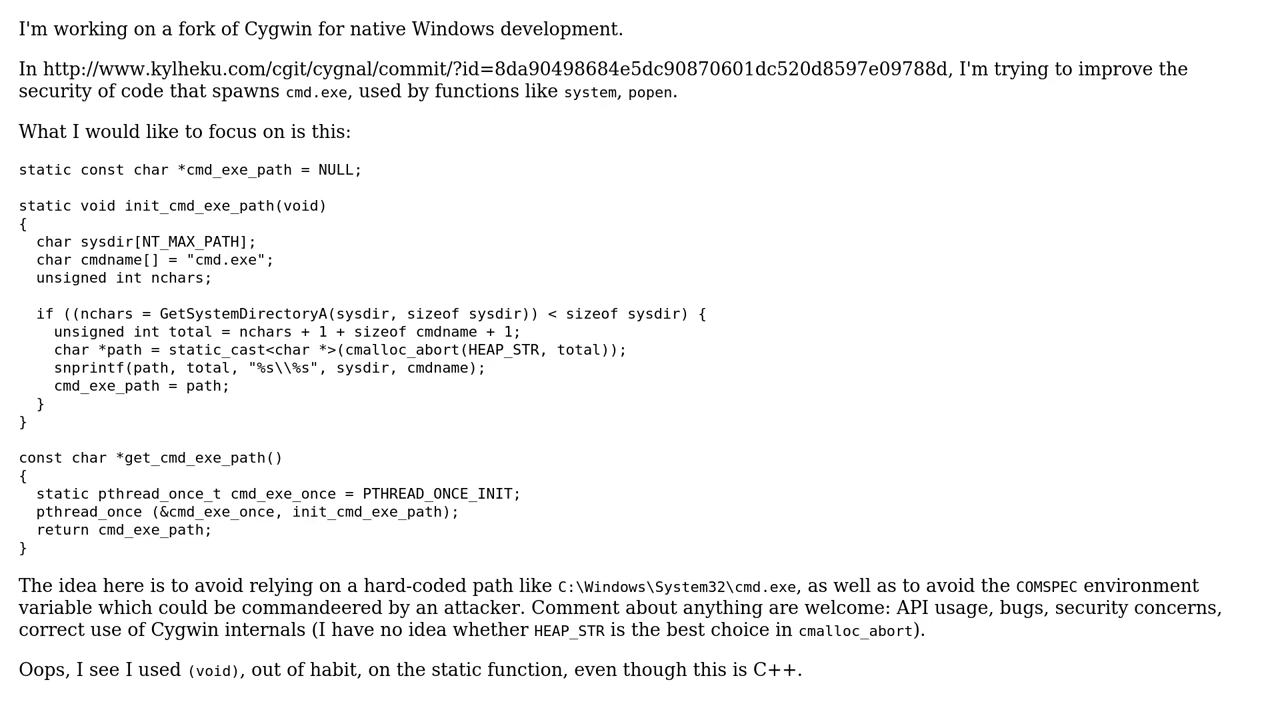 I'm working on a fork of Cygwin for native Windows development.
In http://www.kylheku.com/cgit/cygnal/commit/?id=8da90498684e5dc90870601dc520d8597e09788d, I'm trying to improve the
security of code that spawns cmd.exe, used by functions like system, popen.
What I would like to focus on is this:
static const char *cmd_exe_path = NULL;
static void init_cmd_exe_path(void)
{
  char sysdir[NT_MAX_PATH];
  char cmdname[] = "cmd.exe";
  unsigned int nchars;
  if ((nchars = GetSystemDirectoryA(sysdir, sizeof sysdir)) < sizeof sysdir) {
    unsigned int total = nchars + 1 + sizeof cmdname + 1;
    char *path = static_cast<char *>(cmalloc_abort(HEAP_STR, total));
    snprintf(path, total, "%s\\%s", sysdir, cmdname);
    cmd_exe_path = path;
  }
}
const char *get_cmd_exe_path()
{
  static pthread_once_t cmd_exe_once = PTHREAD_ONCE_INIT;
  pthread_once (&cmd_exe_once, init_cmd_exe_path);
  return cmd_exe_path;
}
The idea here is to avoid relying on a hard-coded path like C:\Windows\System32\cmd.exe, as well as to avoid the COMSPEC environment
variable which could be commandeered by an attacker. Comment about anything are welcome: API usage, bugs, security concerns,
correct use of Cygwin internals (I have no idea whether HEAP_STR is the best choice in cmalloc_abort).
Oops, I see I used (void), out of habit, on the static function, even though this is C++.